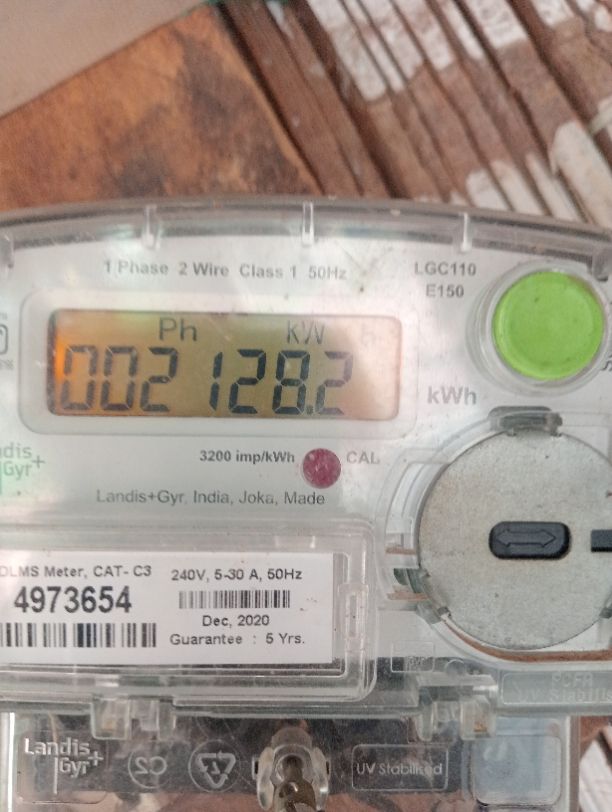 1 Phase 2 Wire Class 1 50Hz
LGC110
E150
Ph kW h
002128.2
kWh
3200 imp/kWh CAL
Landis+Gyr, India, Joka, Made
DLMS Meter, CAT- C3
4973654
240V, 5-30 A, 50Hz
Dec, 2020
Guarantee : 5 Yrs.
Landis
Gyr+
UV Stabilised